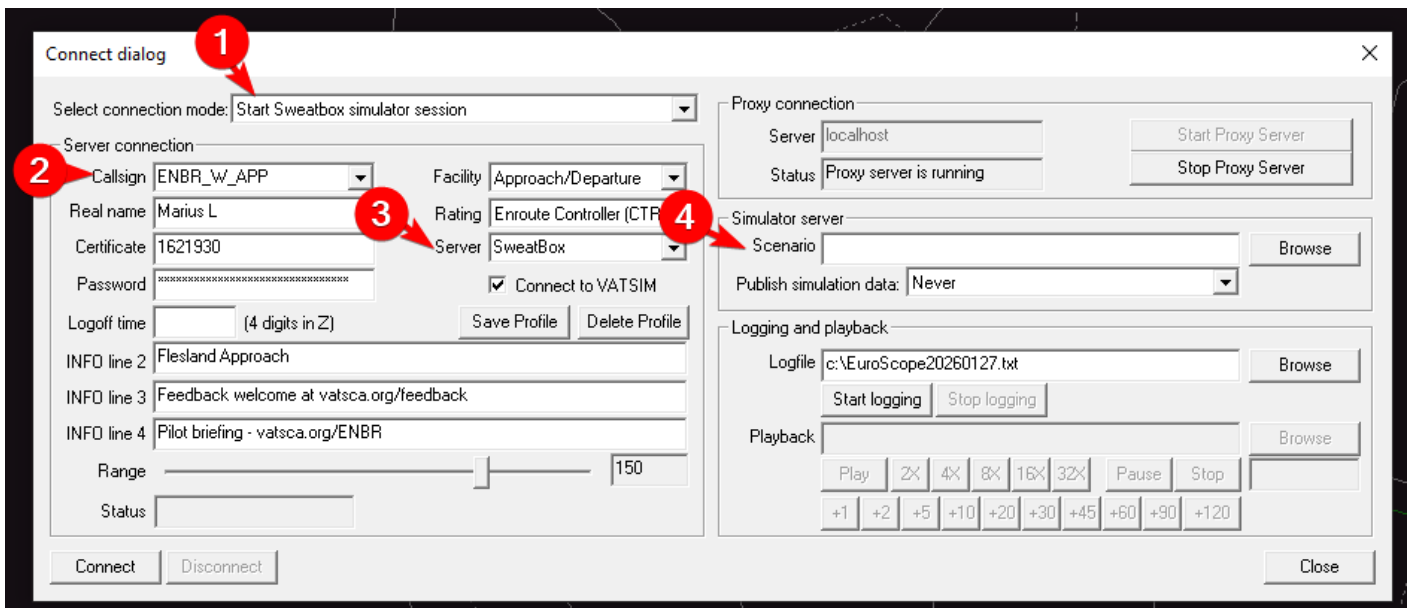 Connect dialog
1
Select connection mode: Start Sweatbox simulator session
Server connection
2
Callsign ENBR_W_APP
Facility Approach/Departure
Real name Marius L
3
Rating Enroute Controller (CTR
Certificate 1621930
Server SweatBox
Password ********************************
Connect to VATSIM
Logoff time (4 digits in Z)
Save Profile Delete Profile
INFO line 2 Flesland Approach
INFO line 3 Feedback welcome at vatsca.org/feedback
INFO line 4 Pilot briefing - vatsca.org/ENBR
Range 150
Status
Connect Disconnect
Proxy connection
Server localhost Start Proxy Server
Status Proxy server is running Stop Proxy Server
4
Simulator server
Scenario Browse
Publish simulation data: Never
Logging and playback
Logfile c:\EuroScope20260127.txt Browse
Start logging Stop logging
Playback Browse
Play 2X 4X 8X 16X 32X Pause Stop
+1 +2 +5 +10 +20 +30 +45 +60 +90 +120
Close